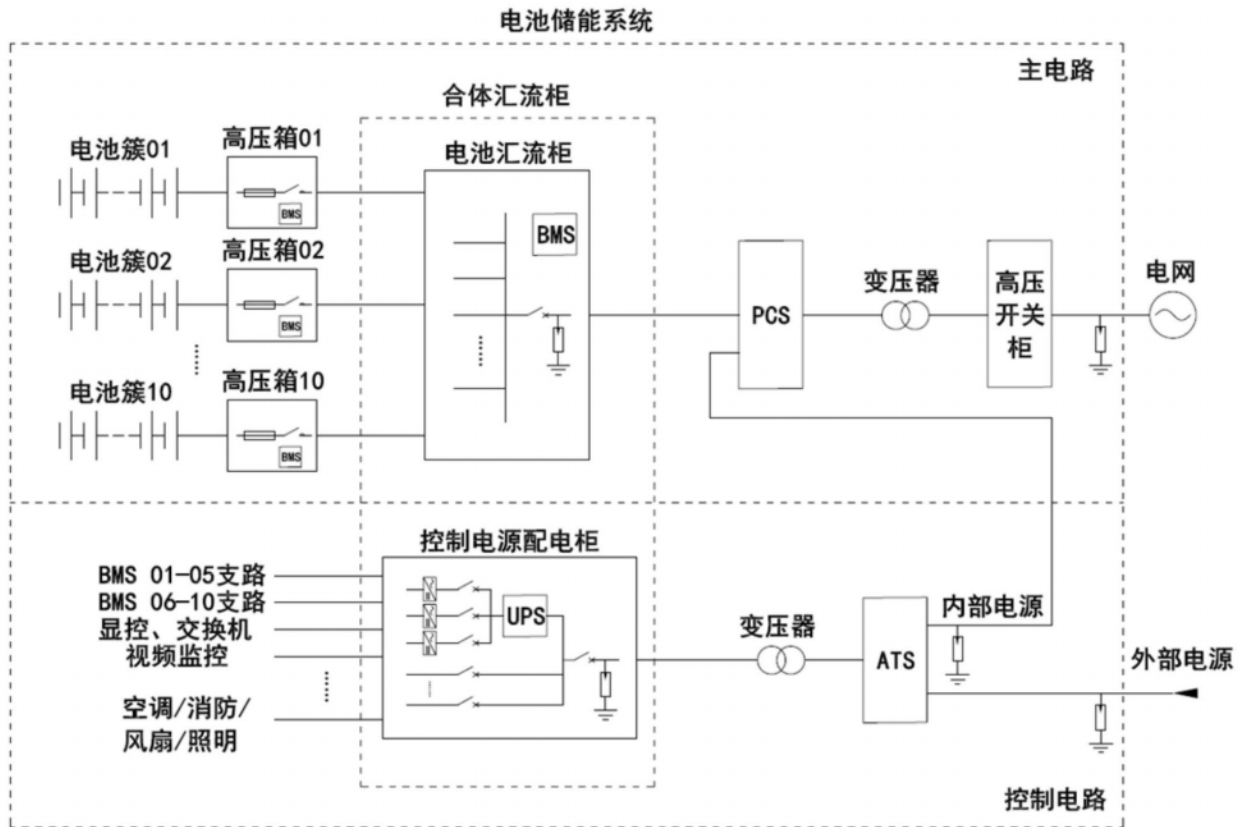 电池储能系统
主电路
合体汇流柜
电池簇01
高压箱01
电池汇流柜
BMS
BMS
电池簇02
高压箱02
BMS
PCS
变压器
高压
开关
柜
电网
电池簇10
高压箱10
BMS
控制电源配电柜
BMS 01-05支路
BMS 06-10支路
显控、交换机
视频监控
空调/消防/
风扇/照明
UPS
变压器
ATS
内部电源
外部电源
控制电路